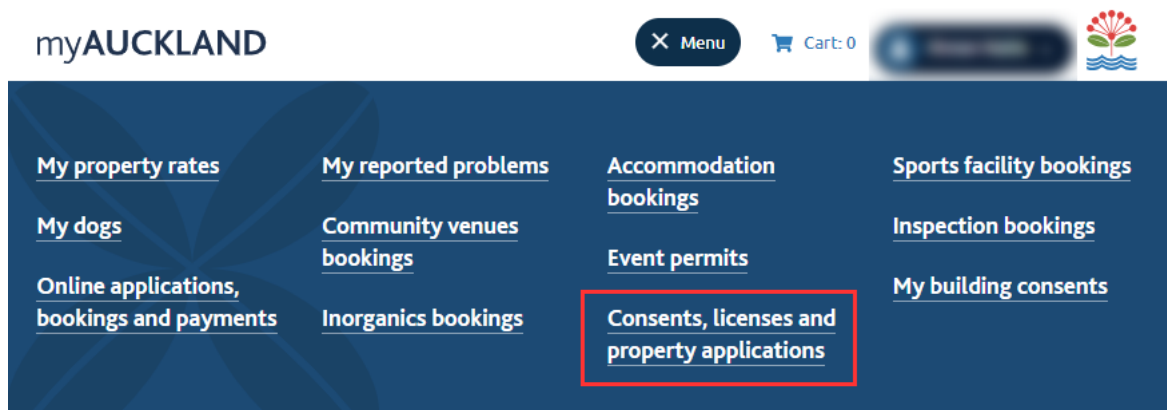 myAUCKLAND
Menu
Cart: 0
My property rates
My dogs
Online applications,
bookings and payments
My reported problems
Community venues
bookings
Inorganics bookings
Accommodation
bookings
Event permits
Consents, licenses and
property applications
Sports facility bookings
Inspection bookings
My building consents